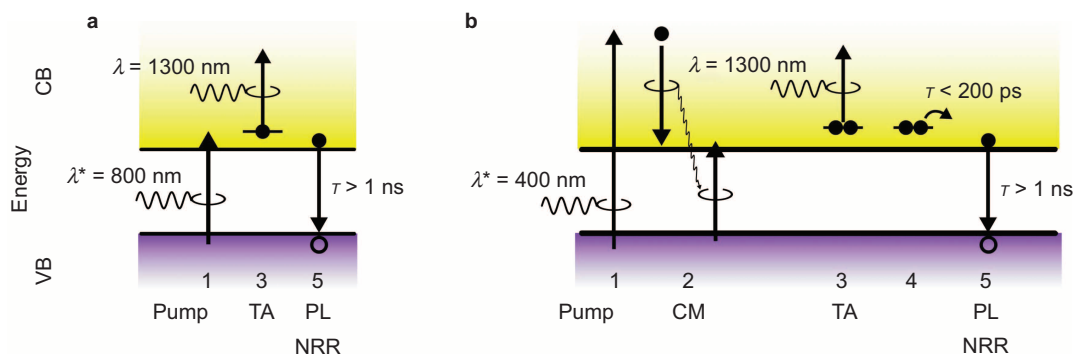 a
CB
Energy
VB
λ = 1300 nm
λ* = 800 nm
τ > 1 ns
1 3 5
Pump TA PL
NRR
b
λ = 1300 nm
τ < 200 ps
λ* = 400 nm
τ > 1 ns
1 2 3 4 5
Pump CM TA PL
NRR